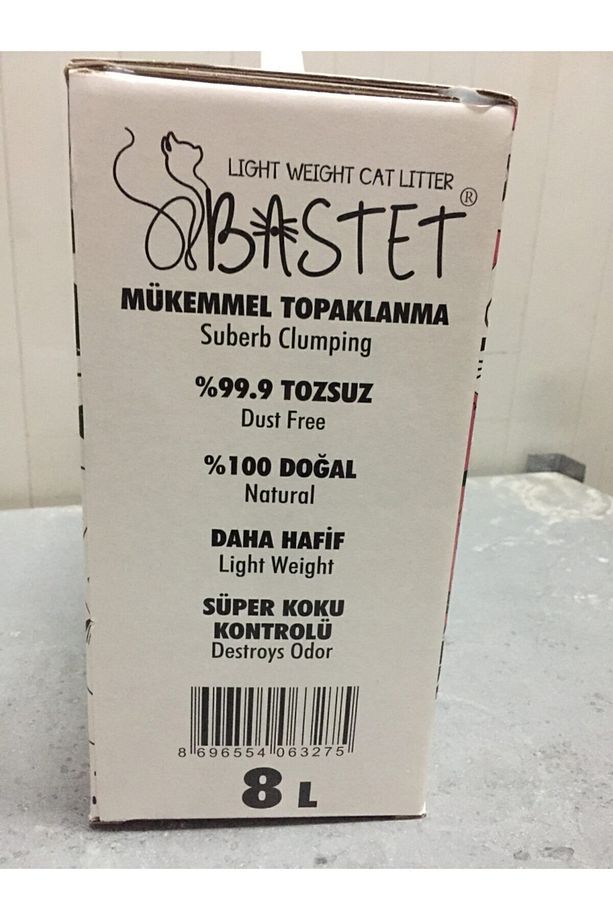 LIGHT WEIGHT CAT LITTER
BASTET®
MÜKEMMEL TOPAKLANMA
Suberb Clumping
%99.9 TOZSUZ
Dust Free
%100 DOĞAL
Natural
DAHA HAFİF
Light Weight
SÜPER KOKU
KONTROLÜ
Destroys Odor
8 696554 063275
8 L